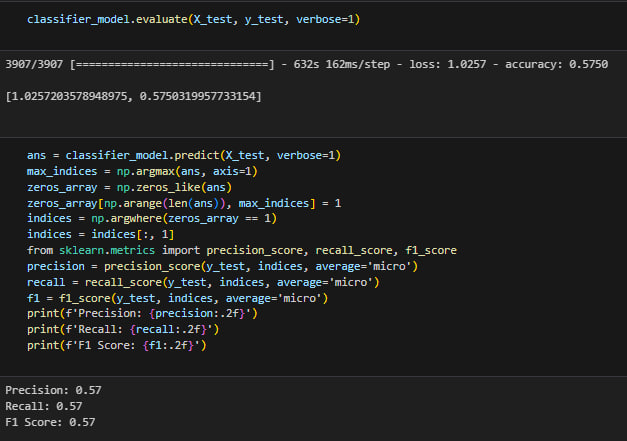 classifier_model.evaluate(X_test, y_test, verbose=1)
3907/3907 [==============================] - 632s 162ms/step - loss: 1.0257 - accuracy: 0.5750
[1.0257203578948975, 0.5750319957733154]
ans = classifier_model.predict(X_test, verbose=1)
max_indices = np.argmax(ans, axis=1)
zeros_array = np.zeros_like(ans)
zeros_array[np.arange(len(ans)), max_indices] = 1
indices = np.argwhere(zeros_array == 1)
indices = indices[:, 1]
from sklearn.metrics import precision_score, recall_score, f1_score
precision = precision_score(y_test, indices, average='micro')
recall = recall_score(y_test, indices, average='micro')
f1 = f1_score(y_test, indices, average='micro')
print(f'Precision: {precision:.2f}')
print(f'Recall: {recall:.2f}')
print(f'F1 Score: {f1:.2f}')
Precision: 0.57
Recall: 0.57
F1 Score: 0.57